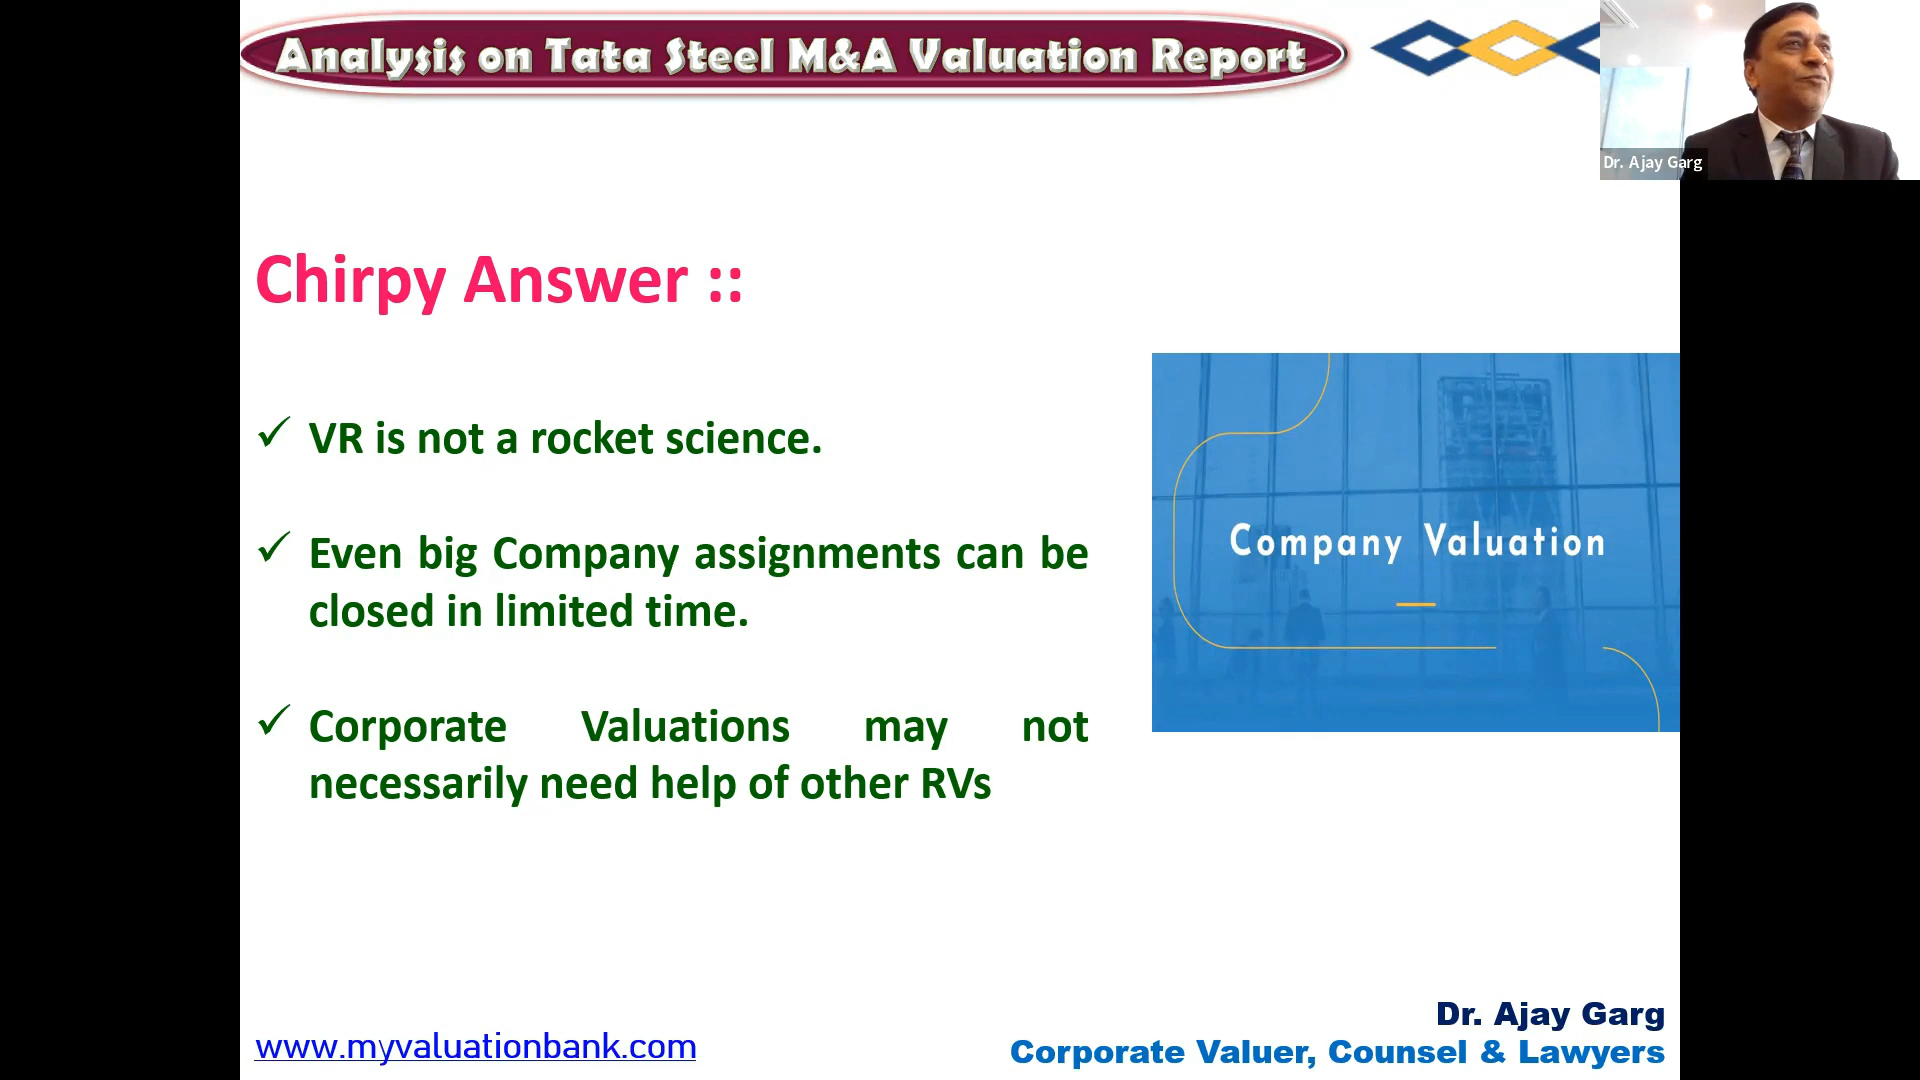 Analysis on Tata Steel M&A Valuation Report
Dr. Ajay Garg
Chirpy Answer ::
✓ VR is not a rocket science.
✓ Even big Company assignments can be
closed in limited time.
✓ Corporate Valuations may not
necessarily need help of other RVs
Company Valuation
www.myvaluationbank.com
Dr. Ajay Garg
Corporate Valuer, Counsel & Lawyers